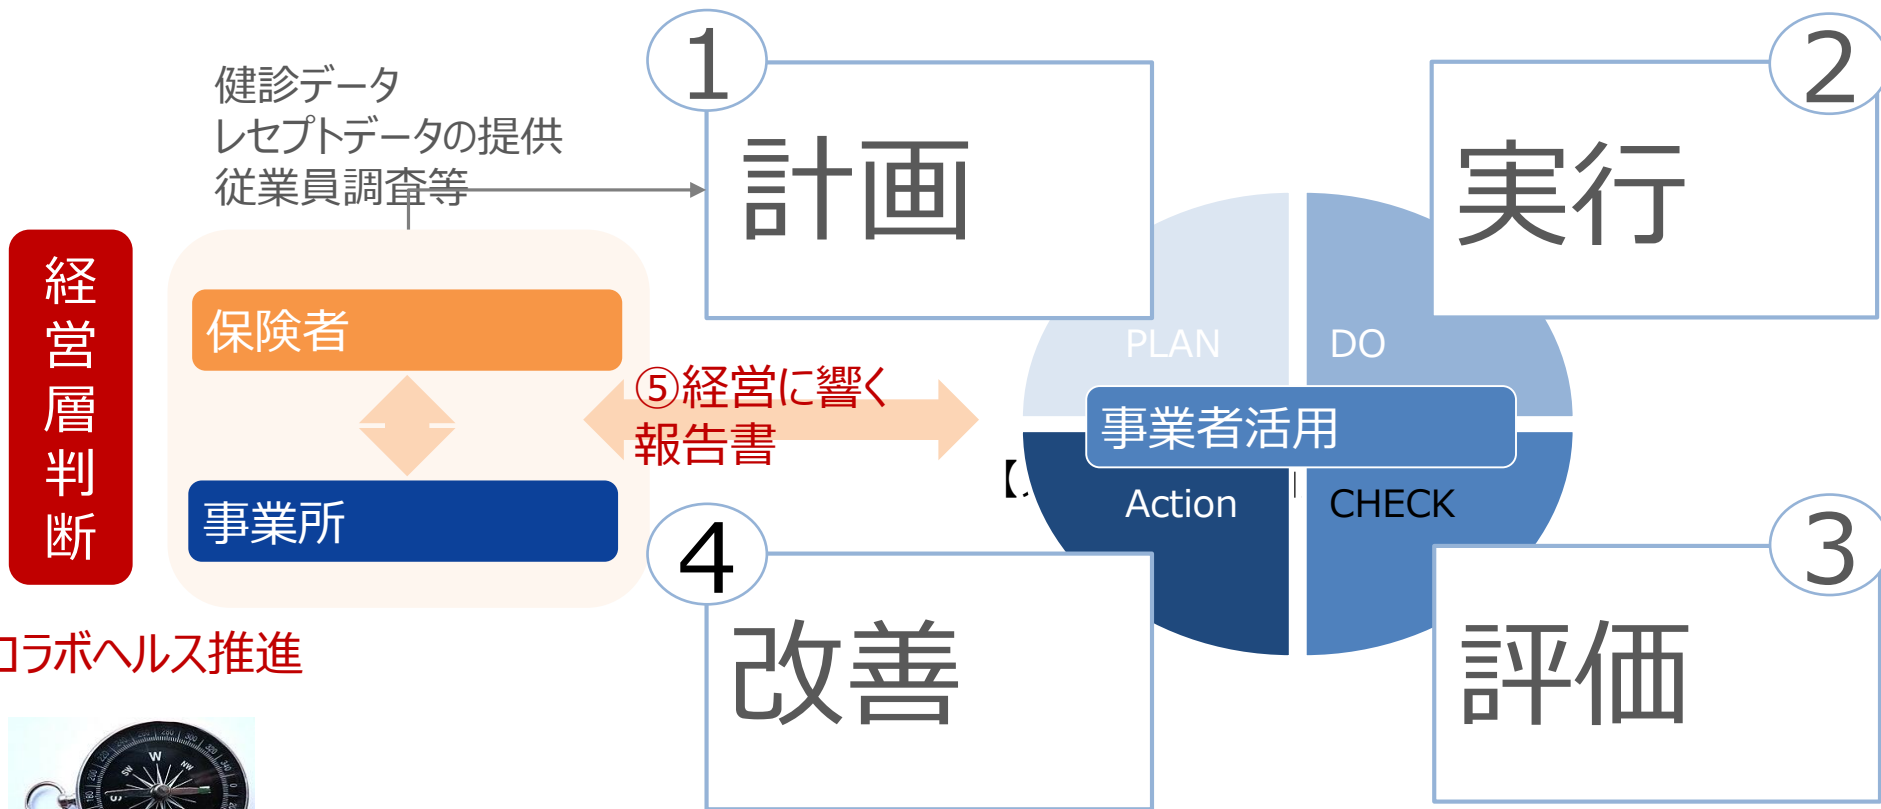 健診データ
レセプトデータの提供
従業員調査等
経営層判断
保険者
事業所
コラボヘルス推進
⑤経営に響く
報告書
1
計画
2
実行
PLAN
DO
事業者活用
【
Action
CHECK
4
改善
3
評価
W
SW
NW